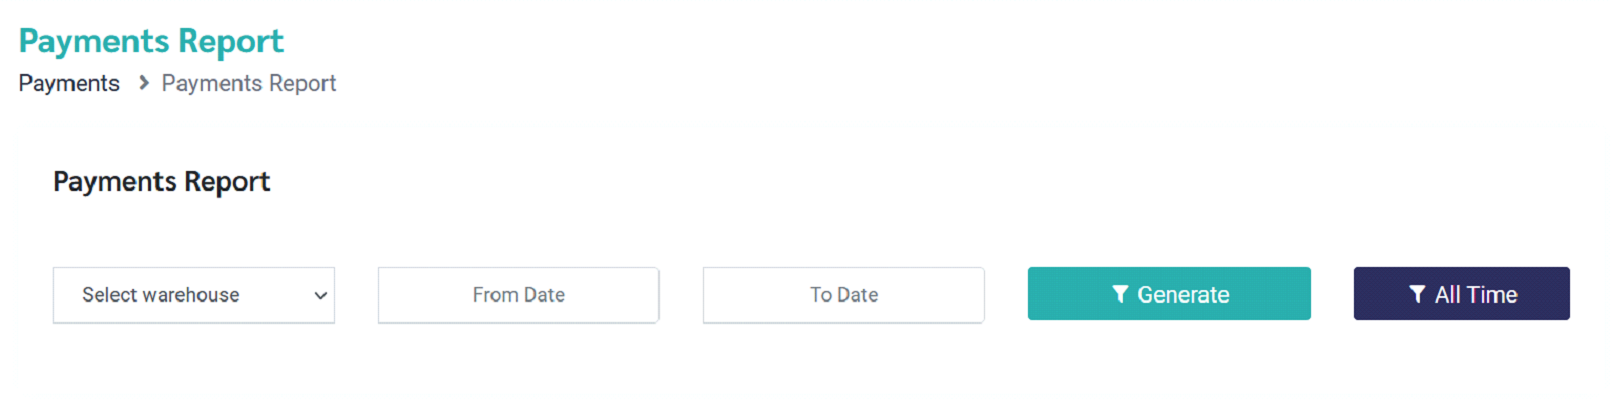 Payments Report
Payments > Payments Report
Payments Report
Select warehouse From Date To Date Generate All Time